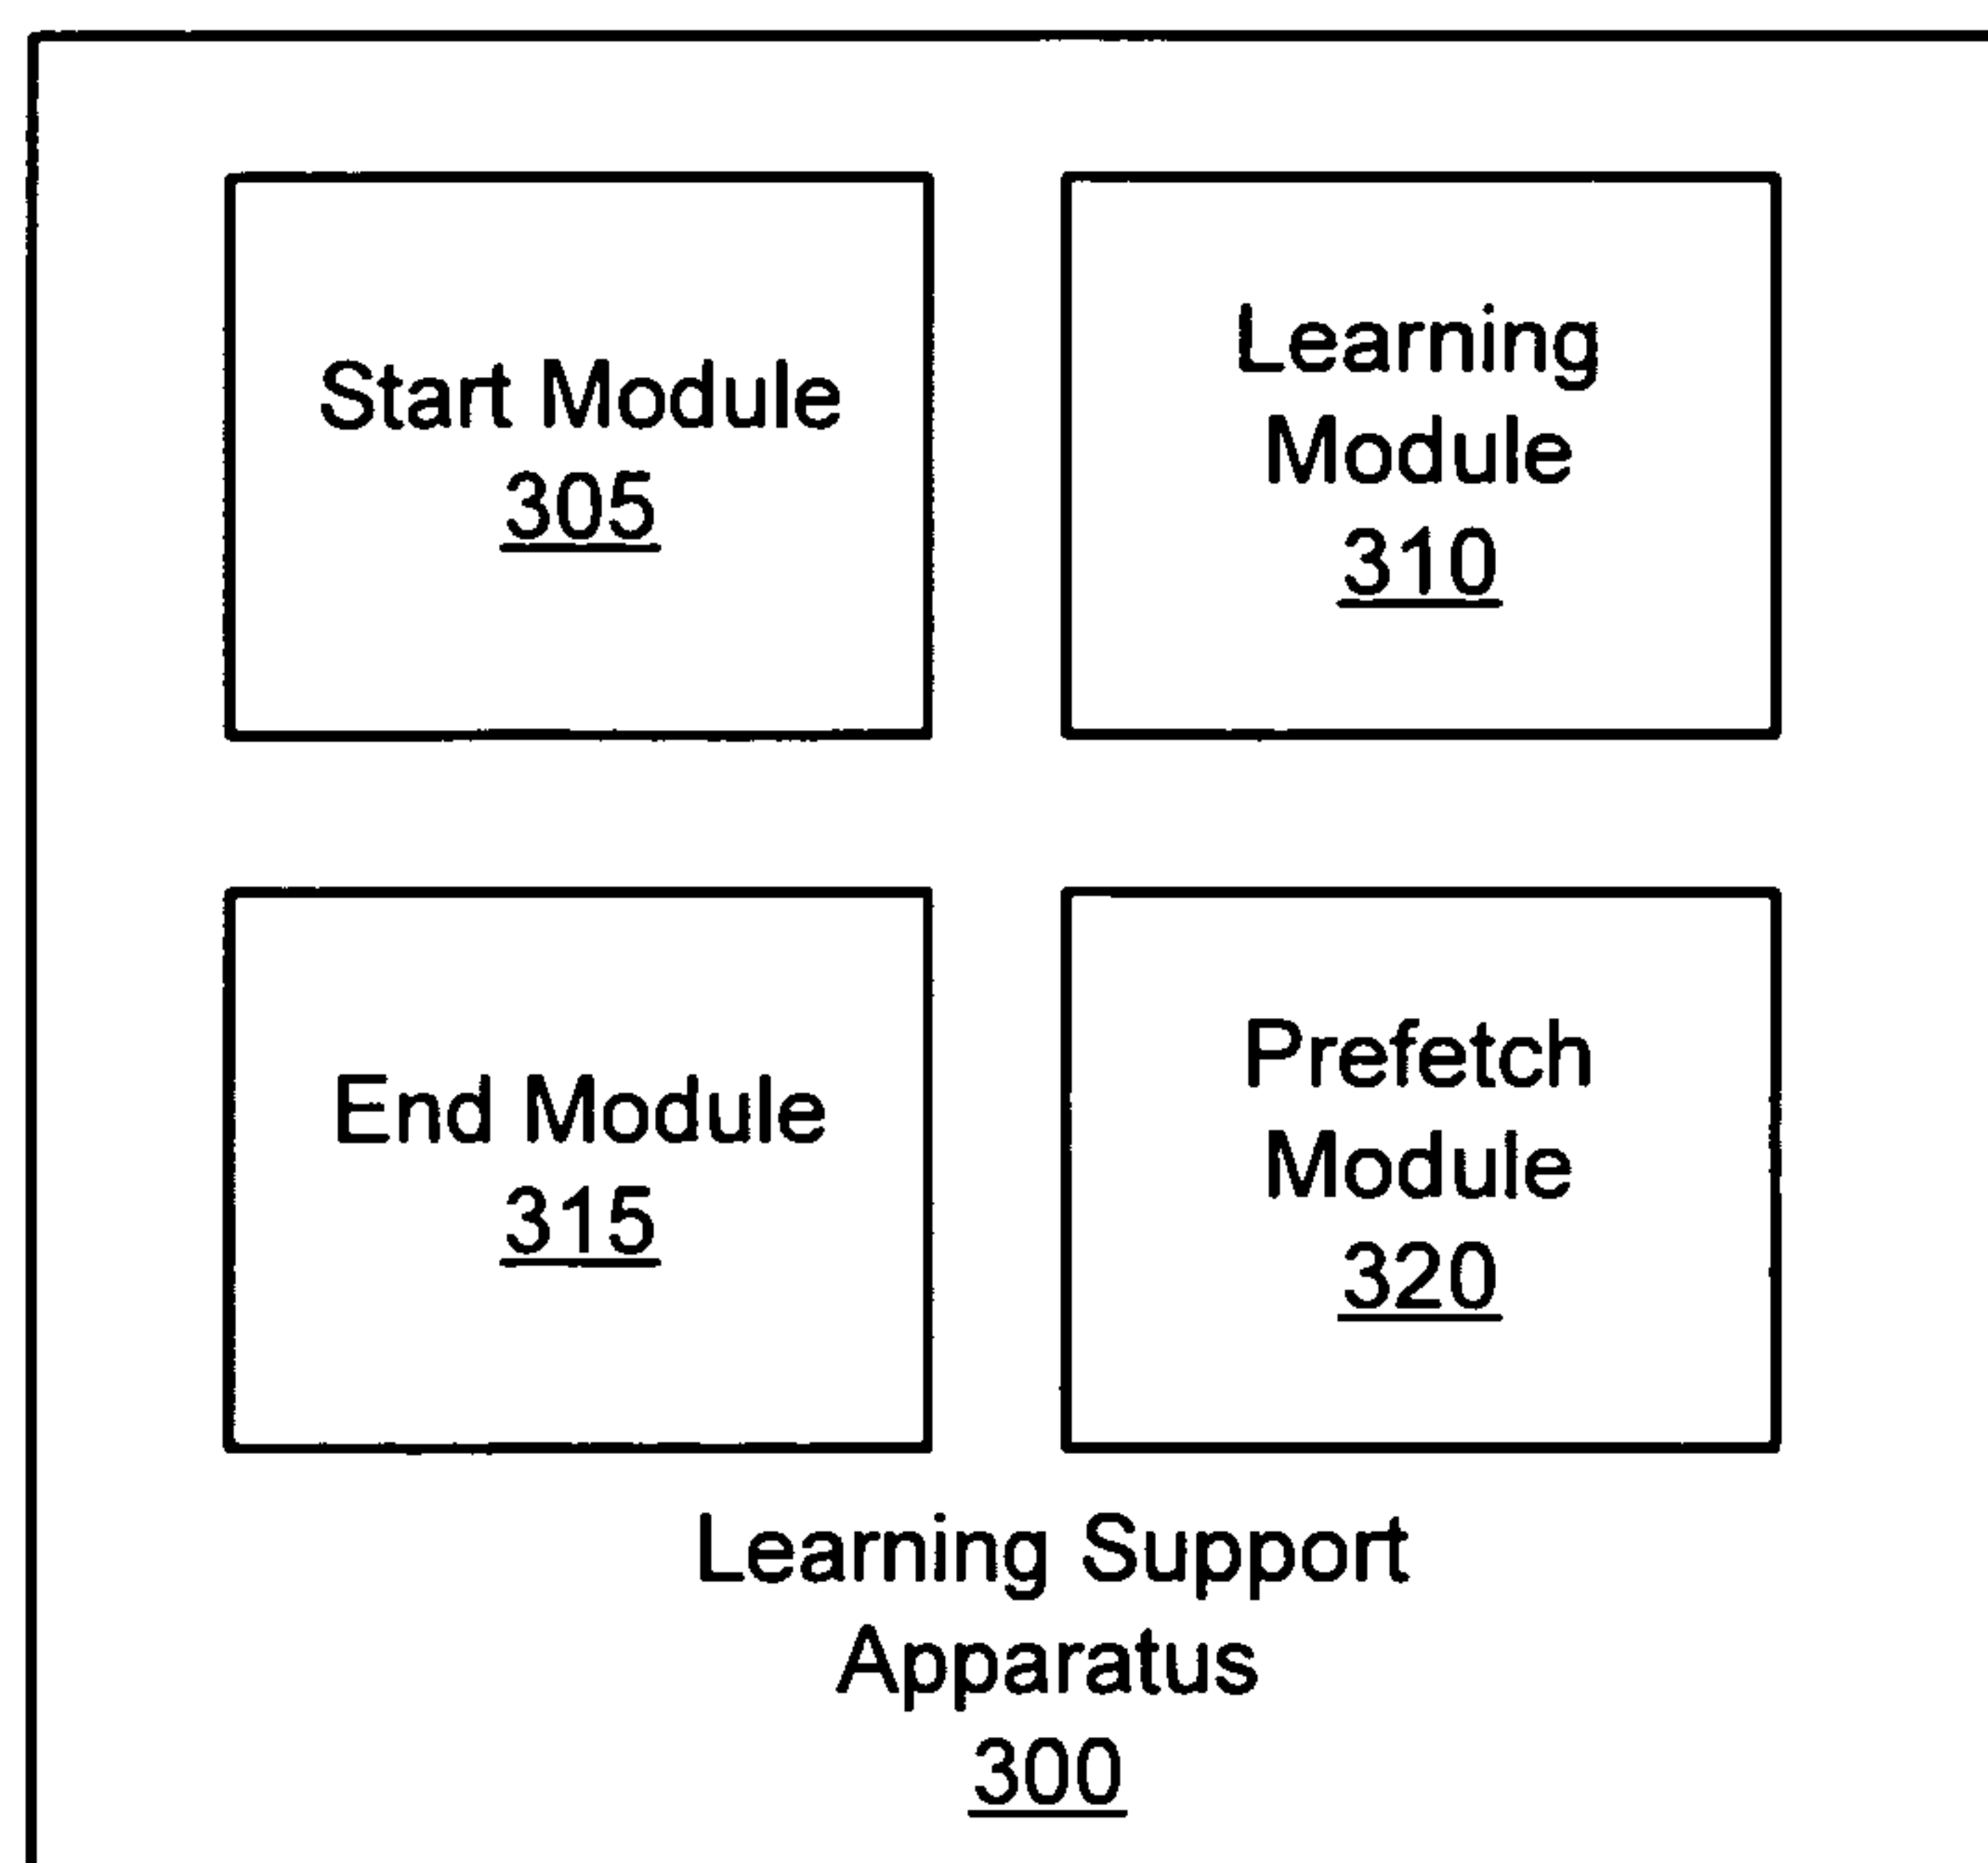 Start Module
305
Learning
Module
310
End Module
315
Prefetch
Module
320
Learning Support
Apparatus
300